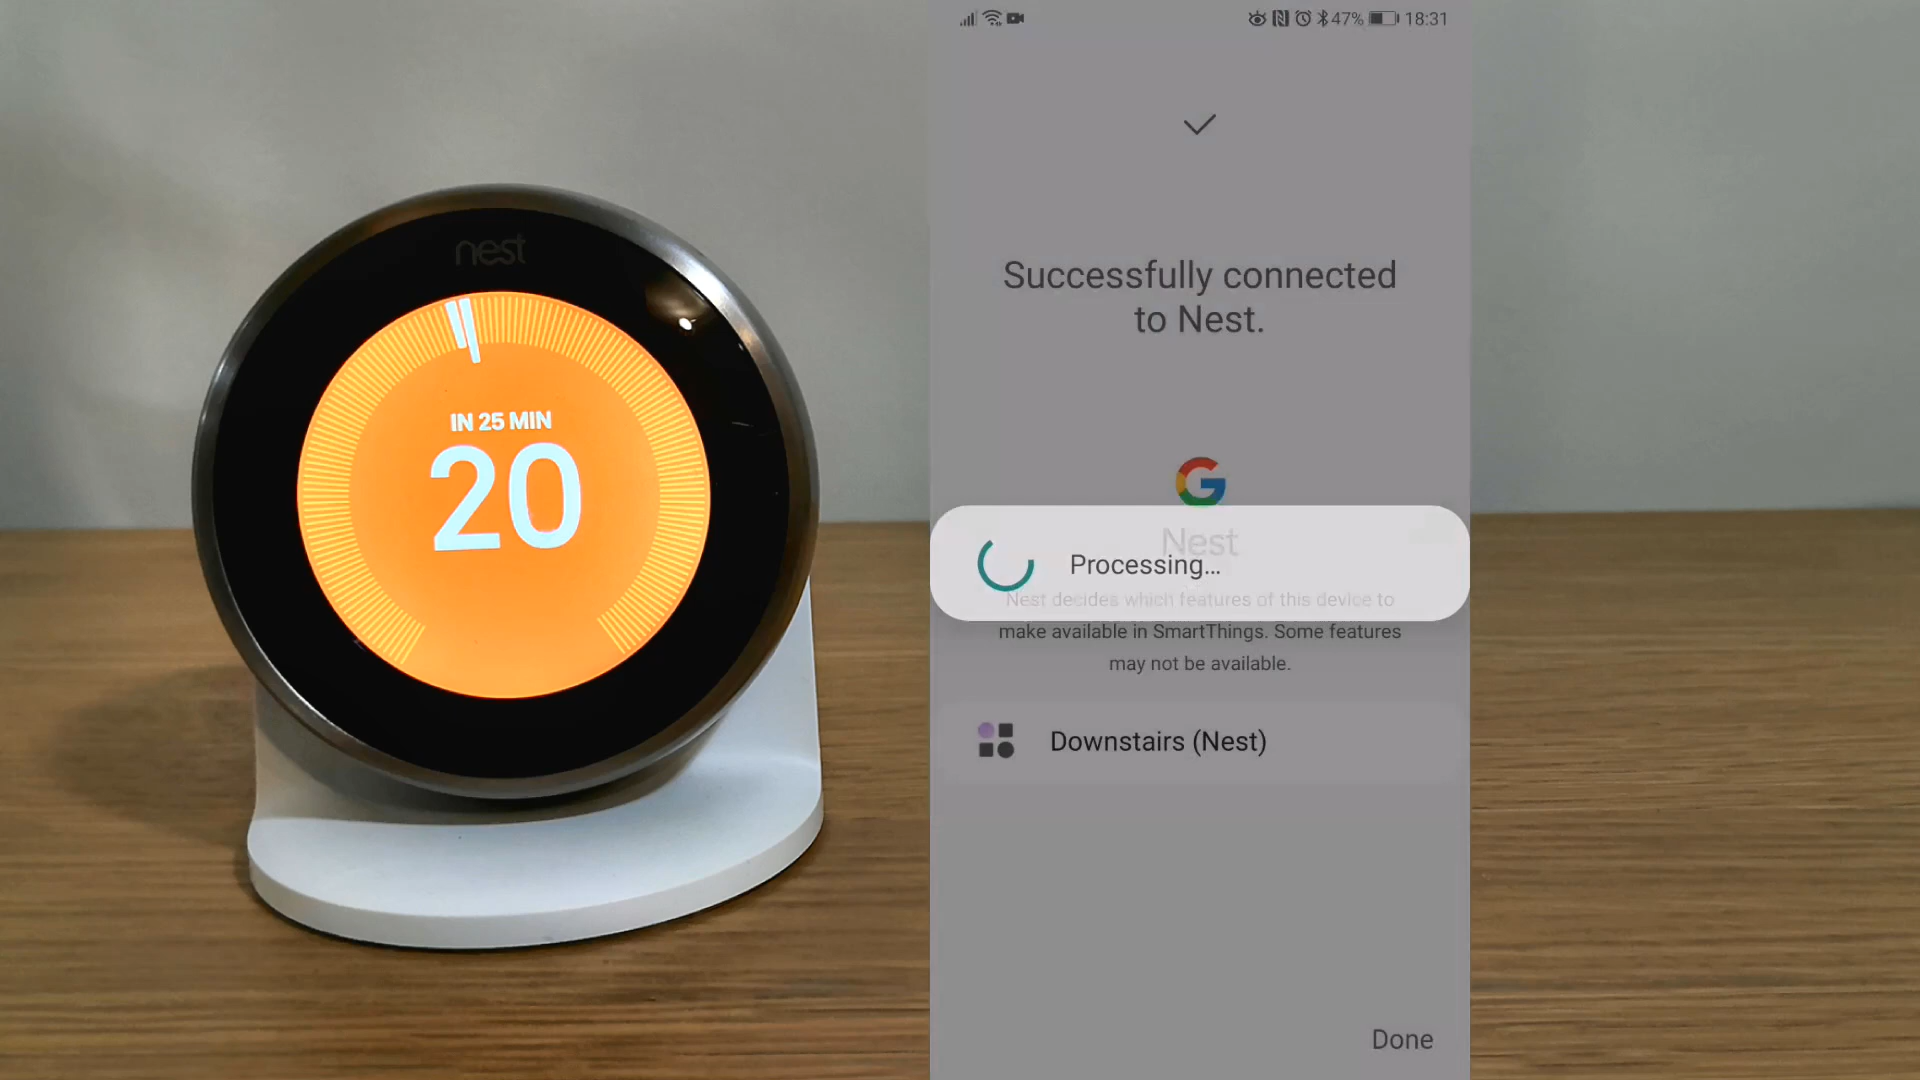 nest
IN 25 MIN
20
47% 18:31
Successfully connected
to Nest.
Nest
Processing...
Nest decides which features of this device to
make available in SmartThings. Some features
may not be available.
Downstairs (Nest)
Done